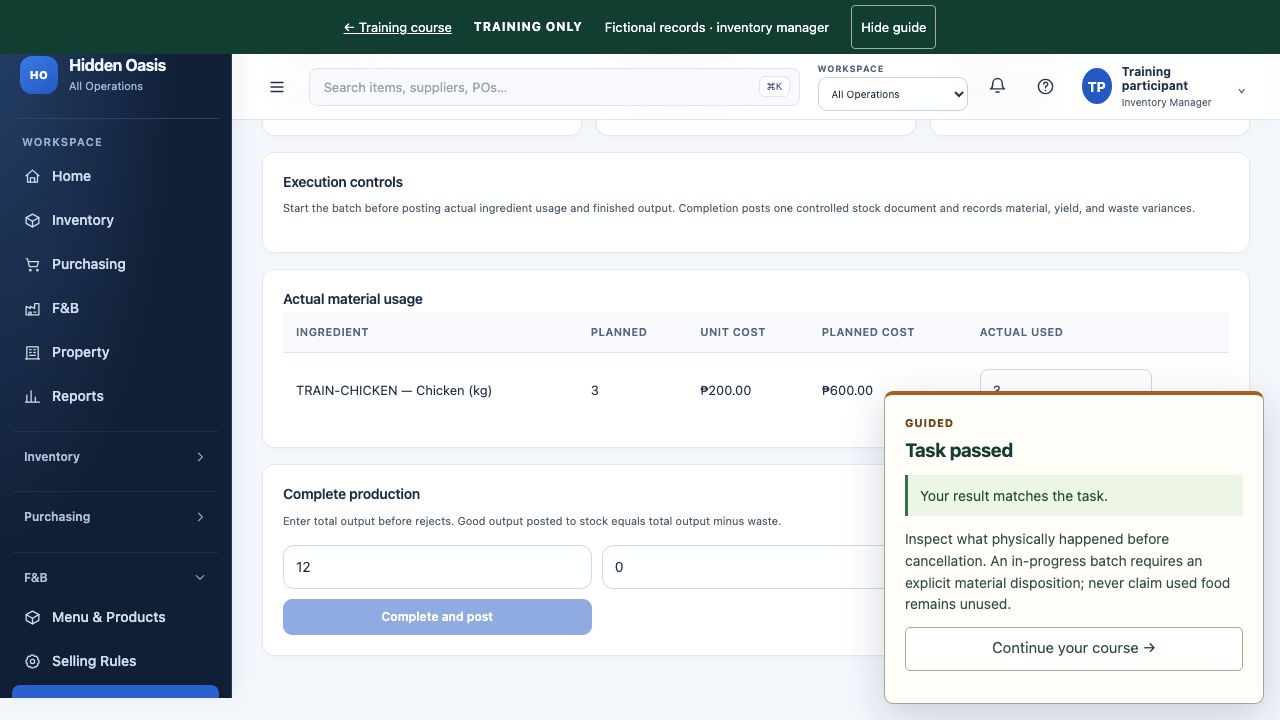 ← Training course
TRAINING ONLY
Fictional records · inventory manager
Hide guide
HO
Hidden Oasis
All Operations
Search items, suppliers, POs...
⌘K
WORKSPACE
All Operations
TP
Training participant
Inventory Manager
WORKSPACE
Home
Inventory
Purchasing
F&B
Property
Reports
Inventory
Purchasing
F&B
Menu & Products
Selling Rules
Execution controls
Start the batch before posting actual ingredient usage and finished output. Completion posts one controlled stock document and records material, yield, and waste variances.
Actual material usage
INGREDIENT PLANNED UNIT COST PLANNED COST ACTUAL USED
TRAIN-CHICKEN — Chicken (kg) 3 ₱200.00 ₱600.00 3
Complete production
Enter total output before rejects. Good output posted to stock equals total output minus waste.
12
0
Complete and post
GUIDED
Task passed
Your result matches the task.
Inspect what physically happened before
cancellation. An in-progress batch requires an
explicit material disposition; never claim used food
remains unused.
Continue your course →